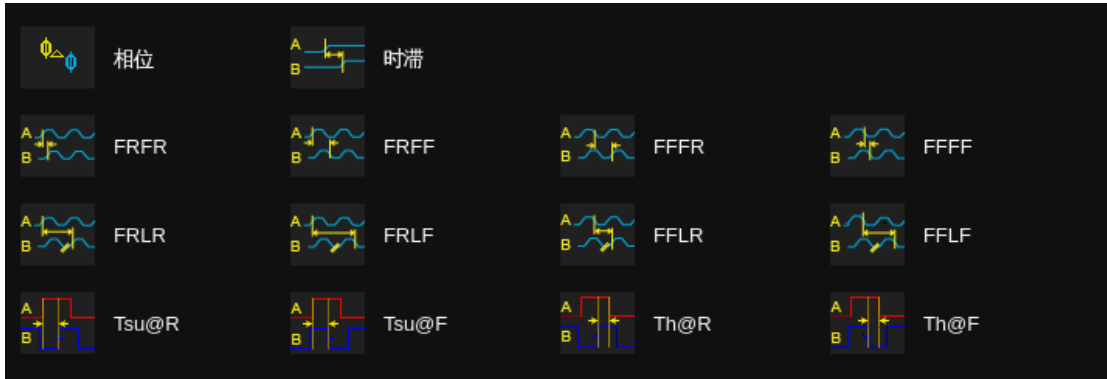 A B 相位 时滞
A B FRFR A B FRFF A B FFFR A B FFFF
A B FRLR A B FRLF A B FFLR A B FFLF
A B Tsu@R A B Tsu@F A B Th@R A B Th@F